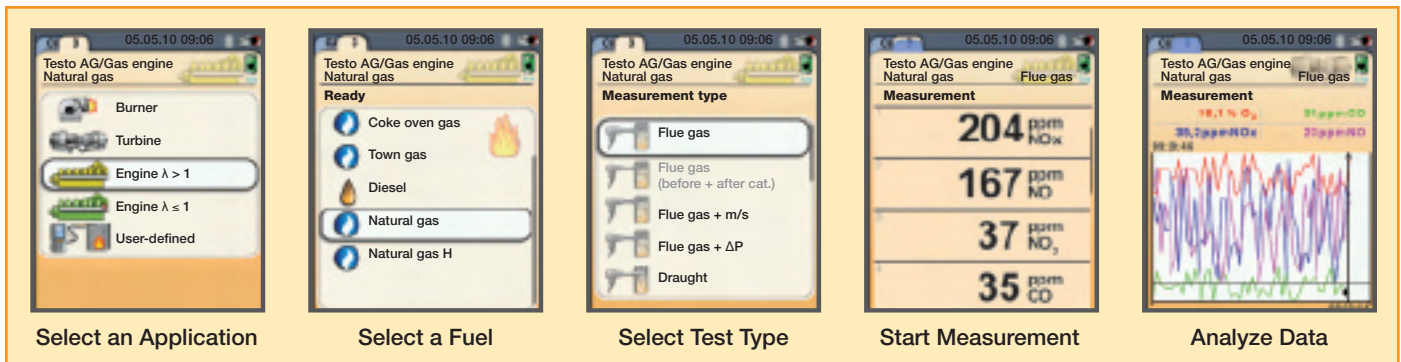 05.05.10 09:06
Testo AG/Gas engine
Natural gas
Burner
Turbine
Engine λ > 1
Engine λ ≤ 1
User-defined
Select an Application
05.05.10 09:06
Testo AG/Gas engine
Natural gas
Ready
Coke oven gas
Town gas
Diesel
Natural gas
Natural gas H
Select a Fuel
05.05.10 09:06
Testo AG/Gas engine
Natural gas
Measurement type
Flue gas
Flue gas
(before + after cat.)
Flue gas + m/s
Flue gas + ΔP
Draught
Select Test Type
05.05.10 09:06
Testo AG/Gas engine
Natural gas Flue gas
Measurement
204 ppm NOx
167 ppm NO
37 ppm NO₂
35 ppm CO
Start Measurement
05.05.10 09:06
Testo AG/Gas engine
Natural gas Flue gas
Measurement
% O₂ ppmCO
ppmNOx ppmNO
Analyze Data